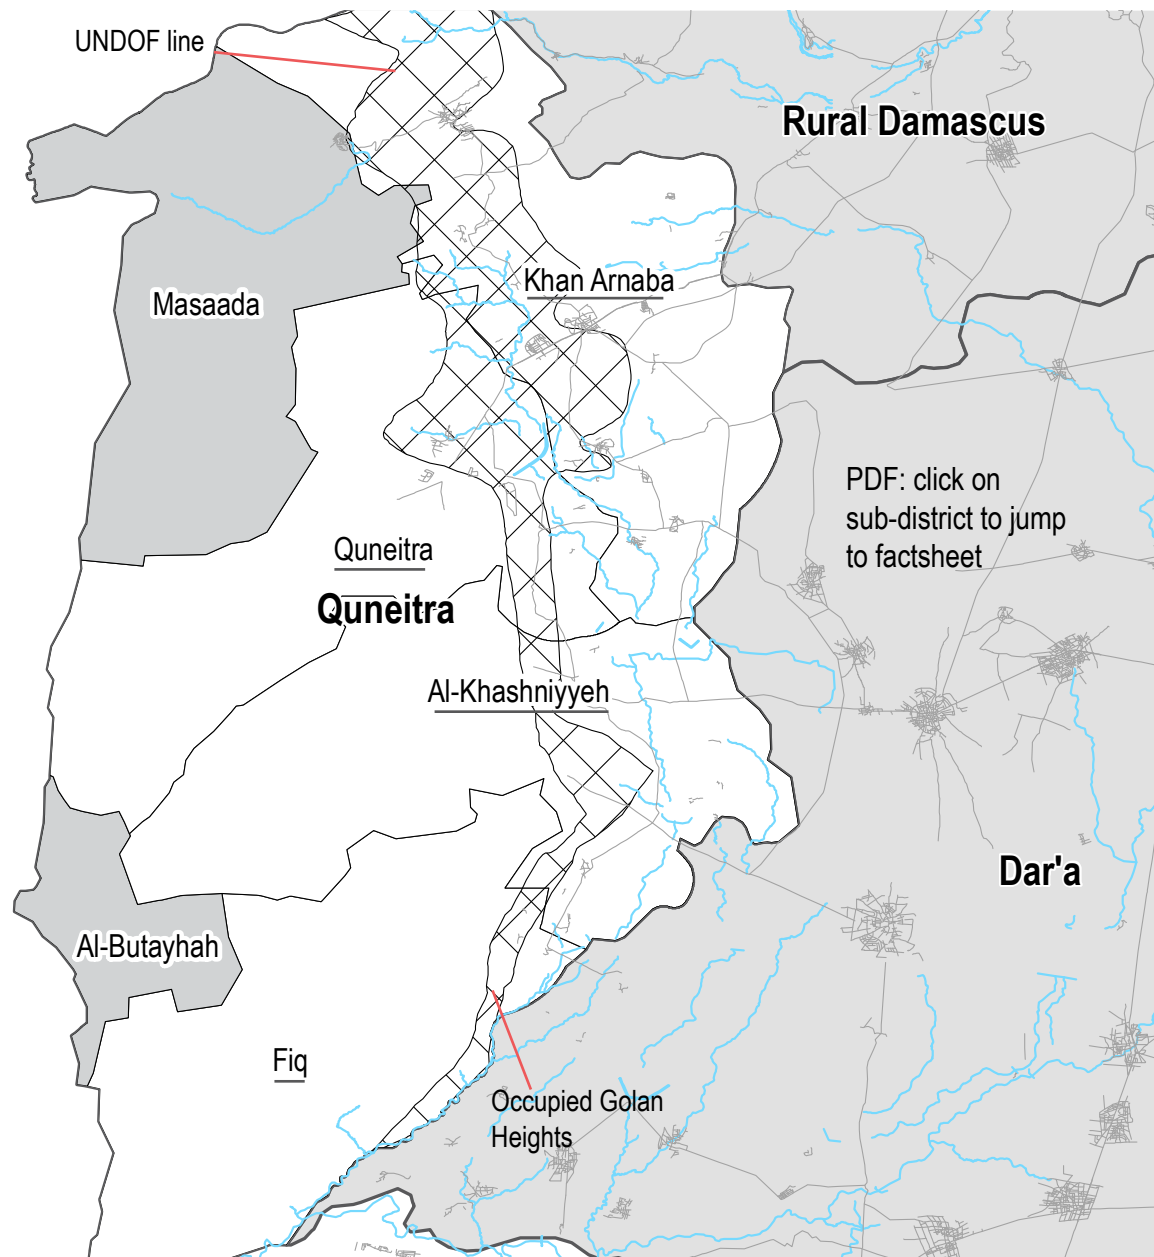 UNDOF line
Rural Damascus
Khan Arnaba
Masaada
PDF: click on
sub-district to jump
to factsheet
Quneitra
Quneitra
Al-Khashniyyeh
Dar'a
Al-Butayhah
Fiq
Occupied Golan
Heights